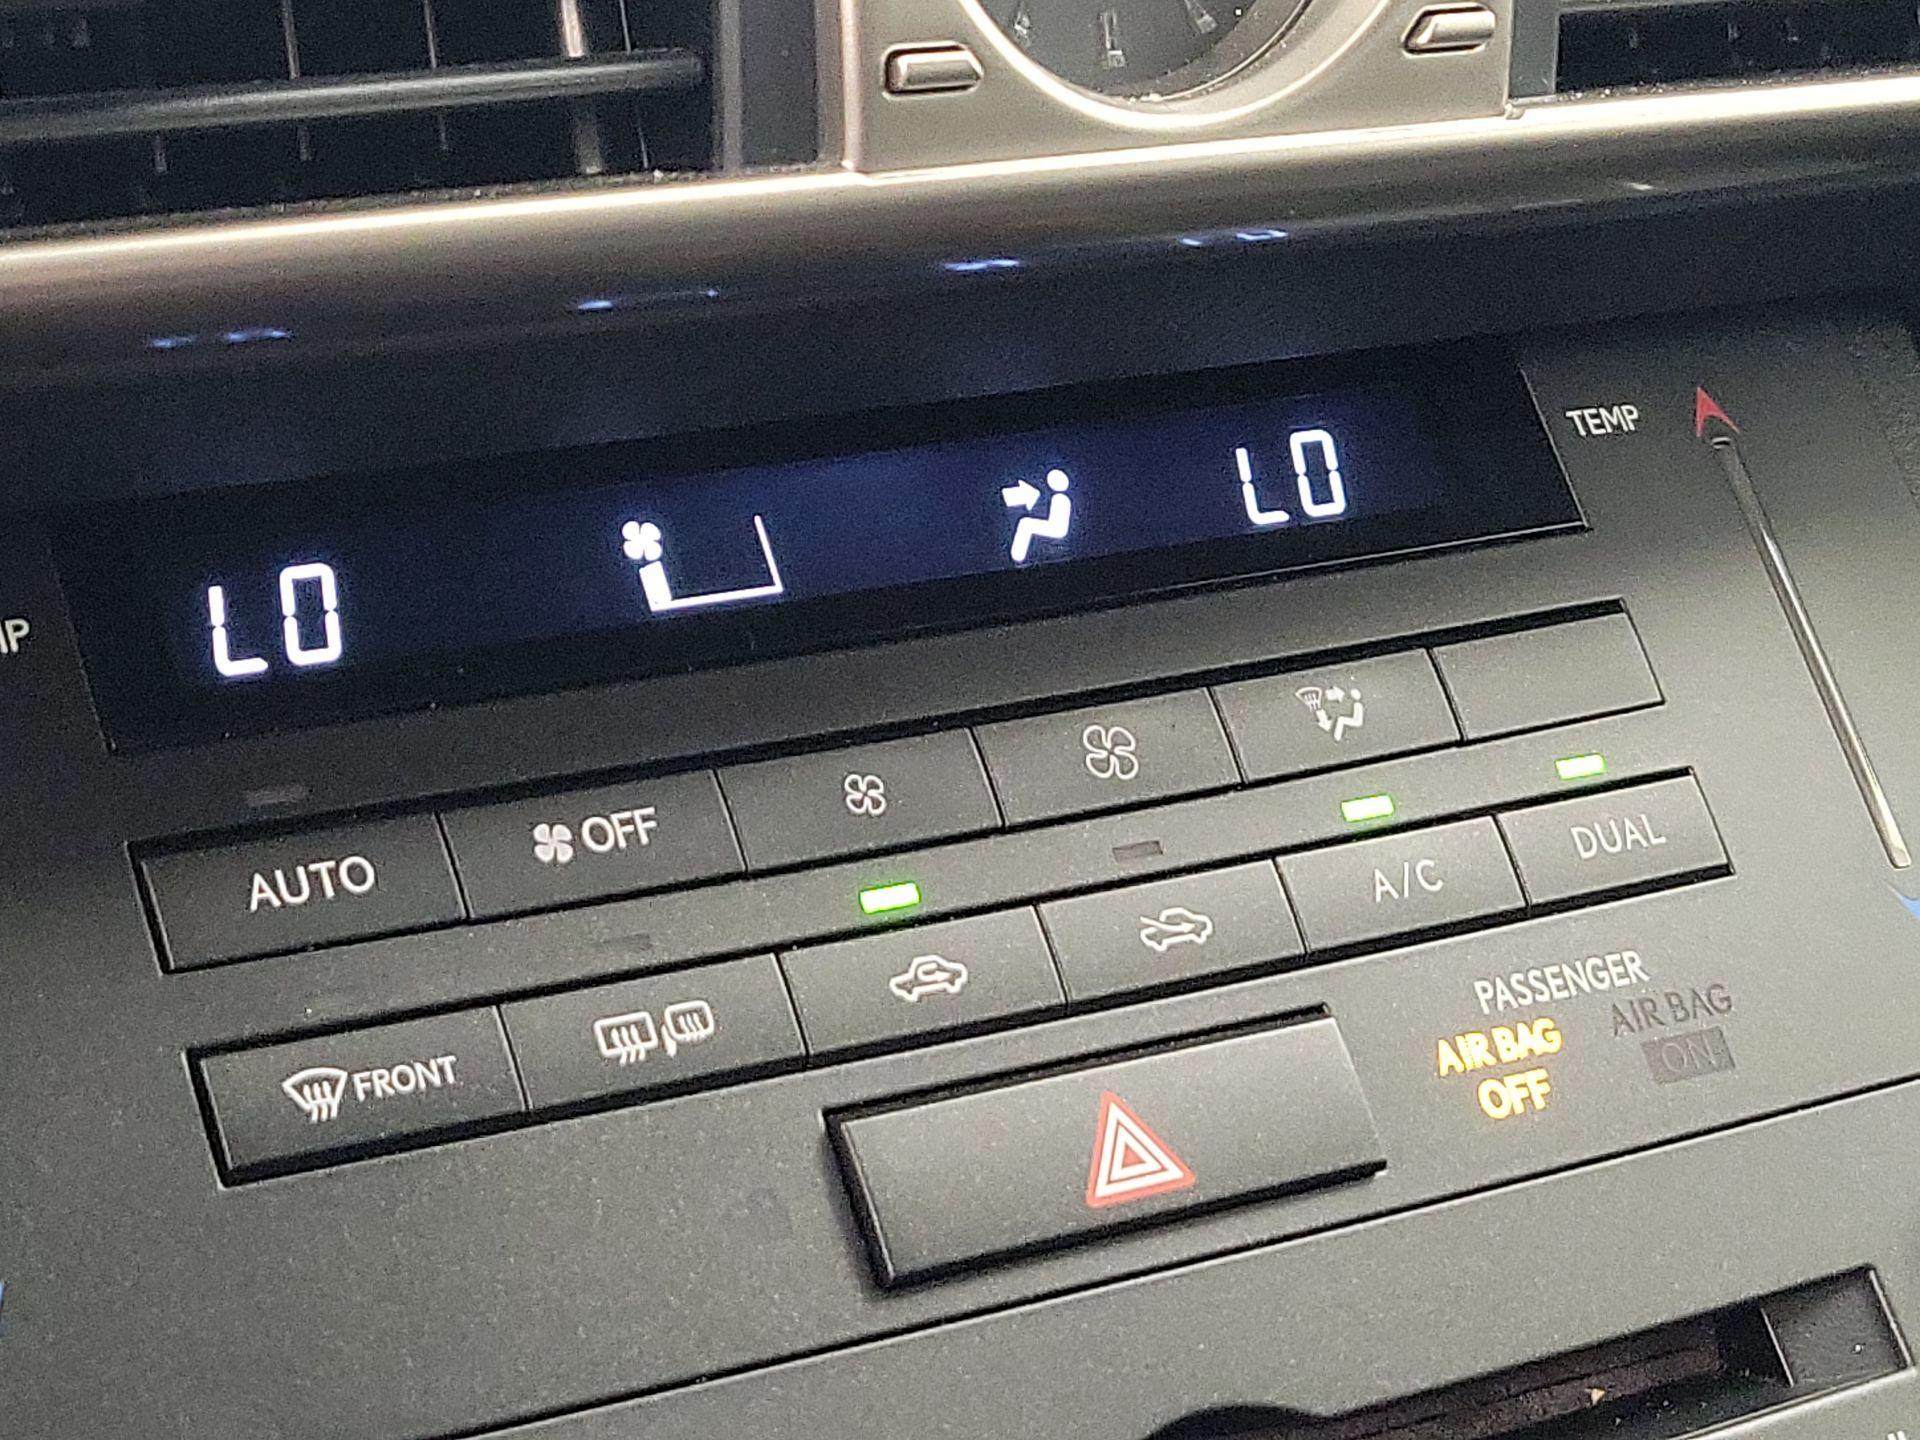 TEMP
LO
LO
AUTO
OFF
A/C
DUAL
FRONT
PASSENGER
AIR BAG
OFF
AIR BAG
ON